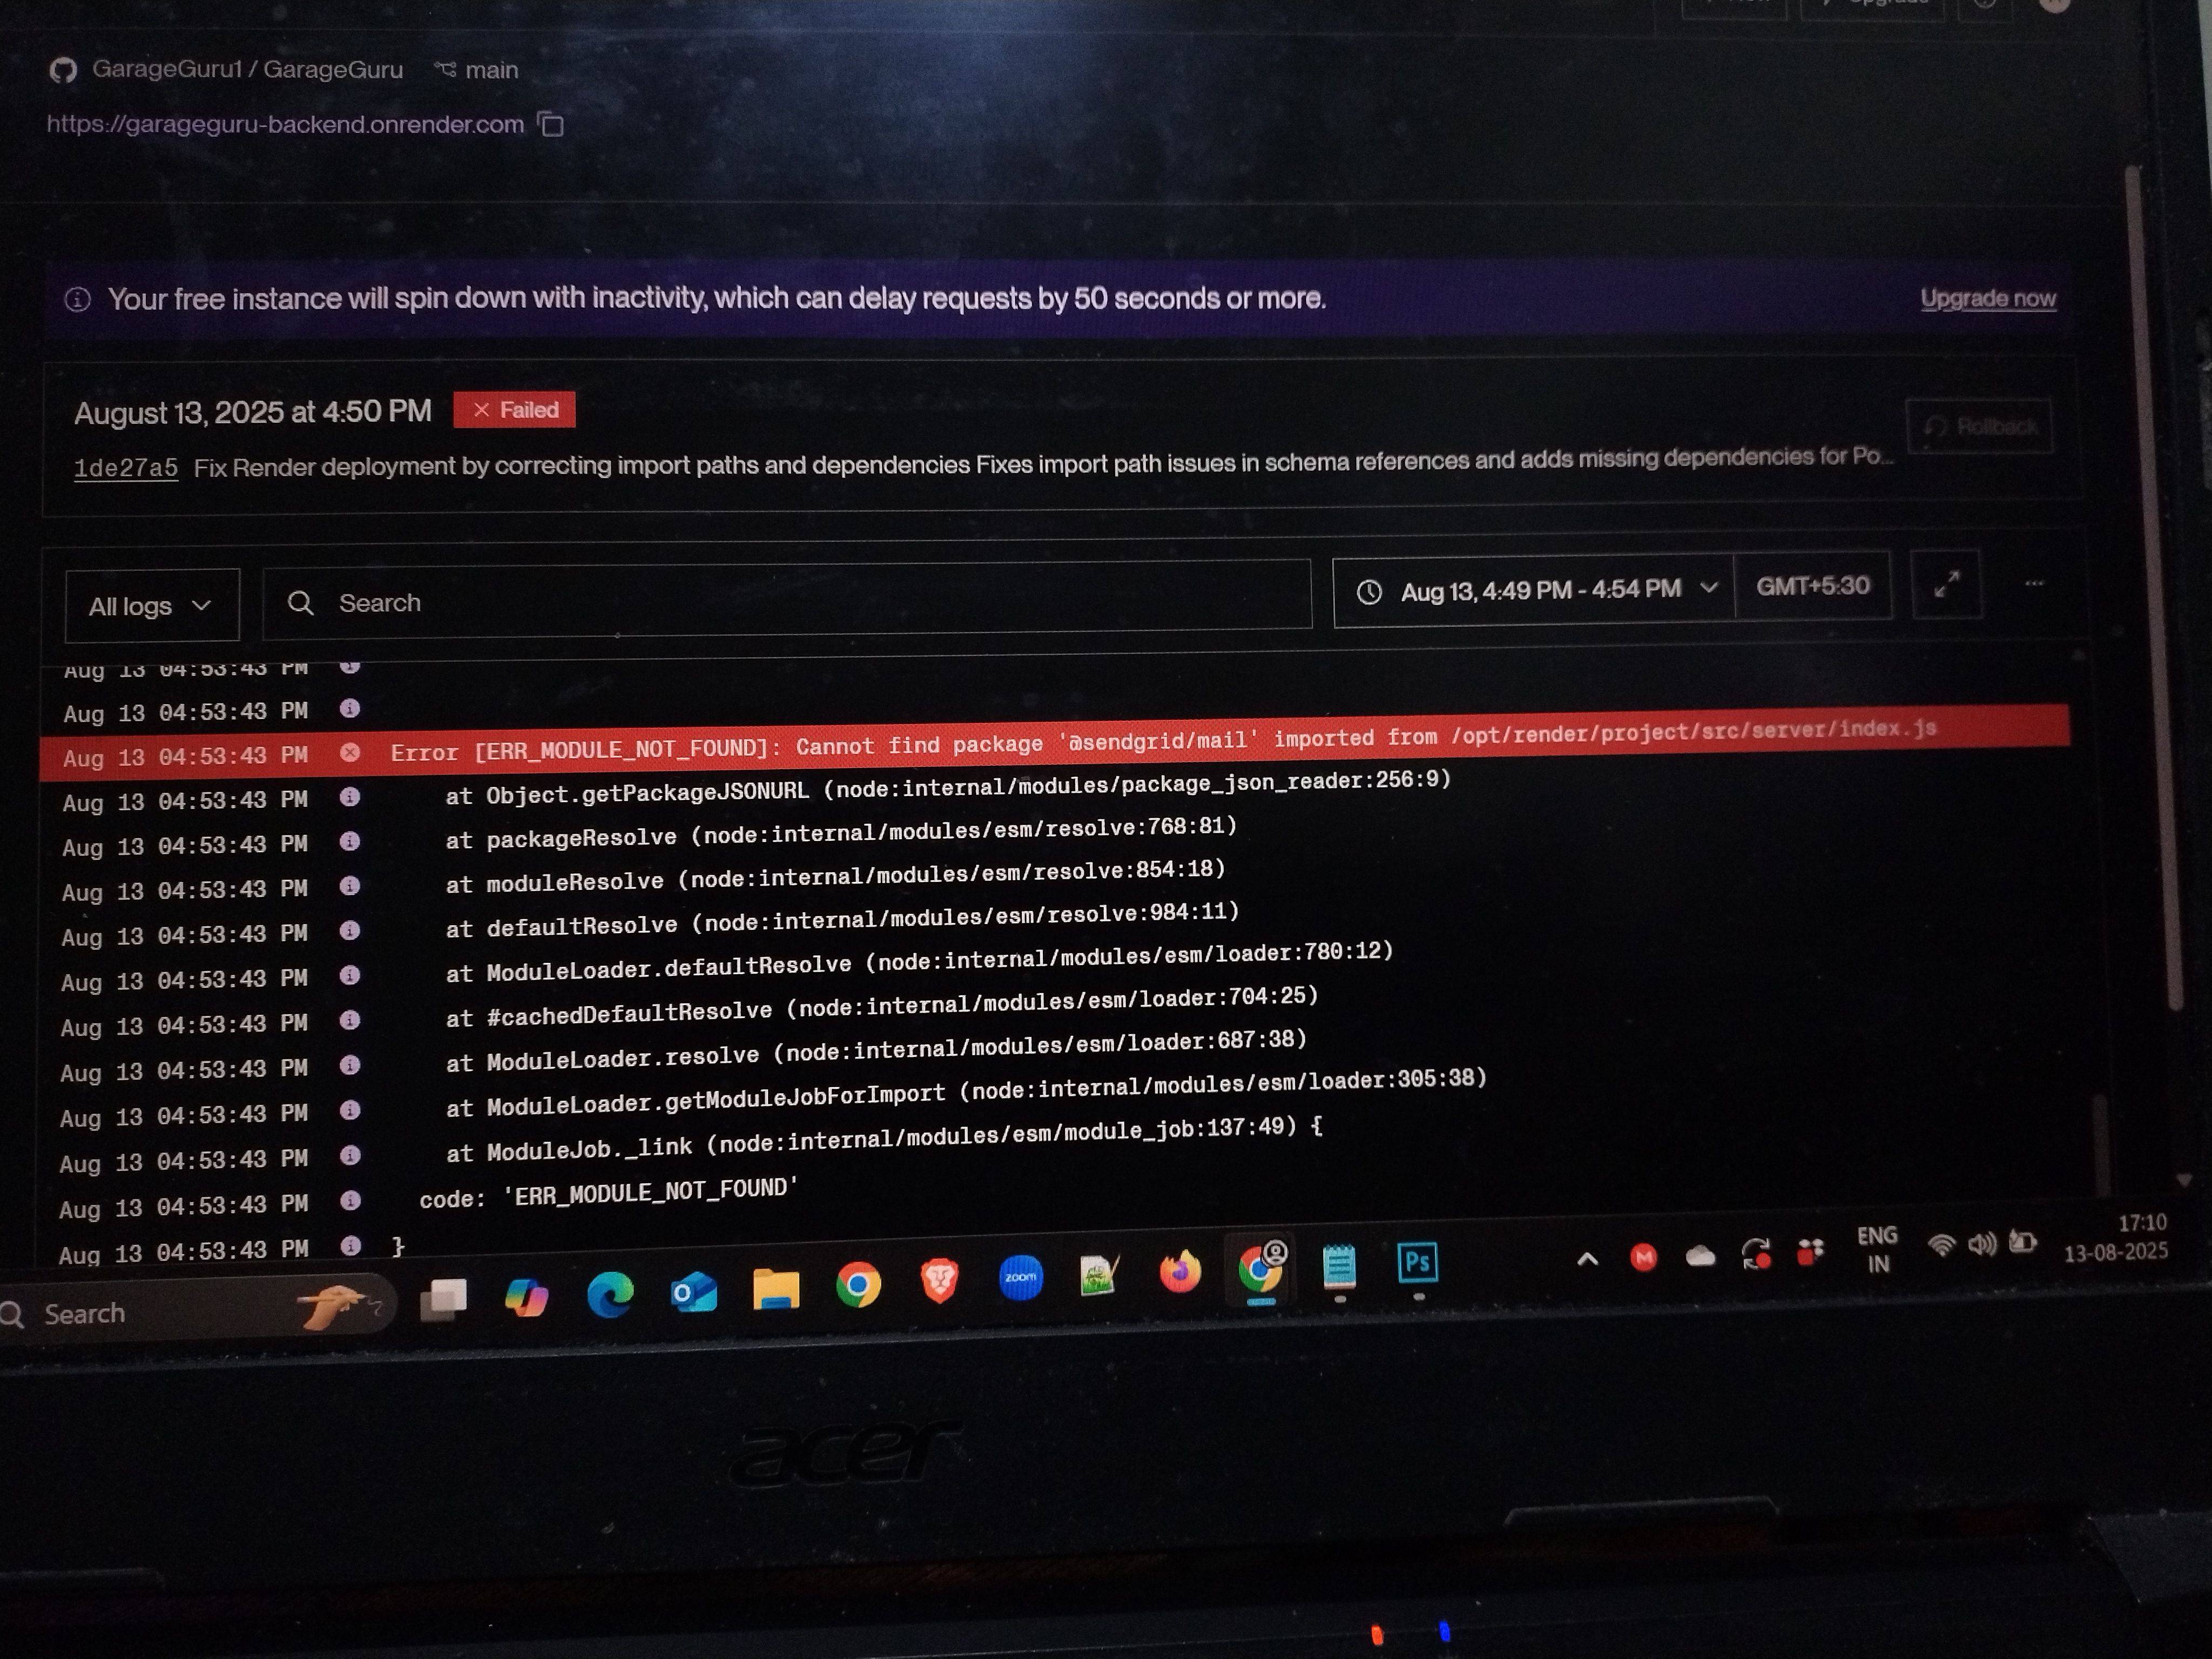 GarageGuru1 / GarageGuru main
https://garageguru-backend.onrender.com
Your free instance will spin down with inactivity, which can delay requests by 50 seconds or more. Upgrade now
August 13, 2025 at 4:50 PM × Failed
Rollback
1de27a5 Fix Render deployment by correcting import paths and dependencies Fixes import path issues in schema references and adds missing dependencies for Po...
All logs Search Aug 13, 4:49 PM - 4:54 PM GMT+5:30 ...
Aug 13 04:53:43 PM
Aug 13 04:53:43 PM
Aug 13 04:53:43 PM Error [ERR_MODULE_NOT_FOUND]: Cannot find package '@sendgrid/mail' imported from /opt/render/project/src/server/index.js
Aug 13 04:53:43 PM at Object.getPackageJSONURL (node:internal/modules/package_json_reader:256:9)
Aug 13 04:53:43 PM at packageResolve (node:internal/modules/esm/resolve:768:81)
Aug 13 04:53:43 PM at moduleResolve (node:internal/modules/esm/resolve:854:18)
Aug 13 04:53:43 PM at defaultResolve (node:internal/modules/esm/resolve:984:11)
Aug 13 04:53:43 PM at ModuleLoader.defaultResolve (node:internal/modules/esm/loader:780:12)
Aug 13 04:53:43 PM at #cachedDefaultResolve (node:internal/modules/esm/loader:704:25)
Aug 13 04:53:43 PM at ModuleLoader.resolve (node:internal/modules/esm/loader:687:38)
Aug 13 04:53:43 PM at ModuleLoader.getModuleJobForImport (node:internal/modules/esm/loader:305:38)
Aug 13 04:53:43 PM at ModuleJob._link (node:internal/modules/esm/module_job:137:49) {
Aug 13 04:53:43 PM code: 'ERR_MODULE_NOT_FOUND'
Aug 13 04:53:43 PM }
Search
zoom
Ps
M
ENG
IN
17:10
13-08-2025
acer